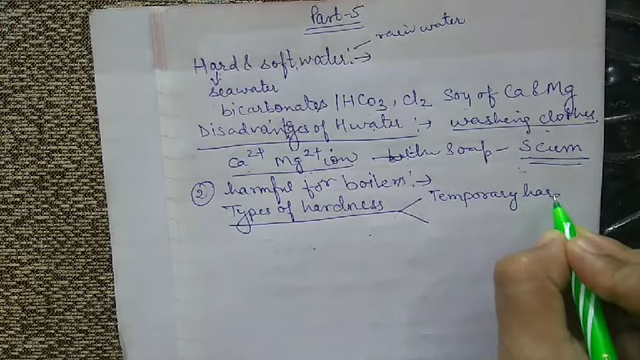 Part-5
rain water
Hard & soft water :→
seawater
bicarbonates / HCO3, Cl2 So4 of Ca & Mg
Disadvantges of H water :→ washing clothes.
Ca2+ Mg2+ ion with soap - Scum
② harmful for boilers :→
Types of hardness
Temporary har